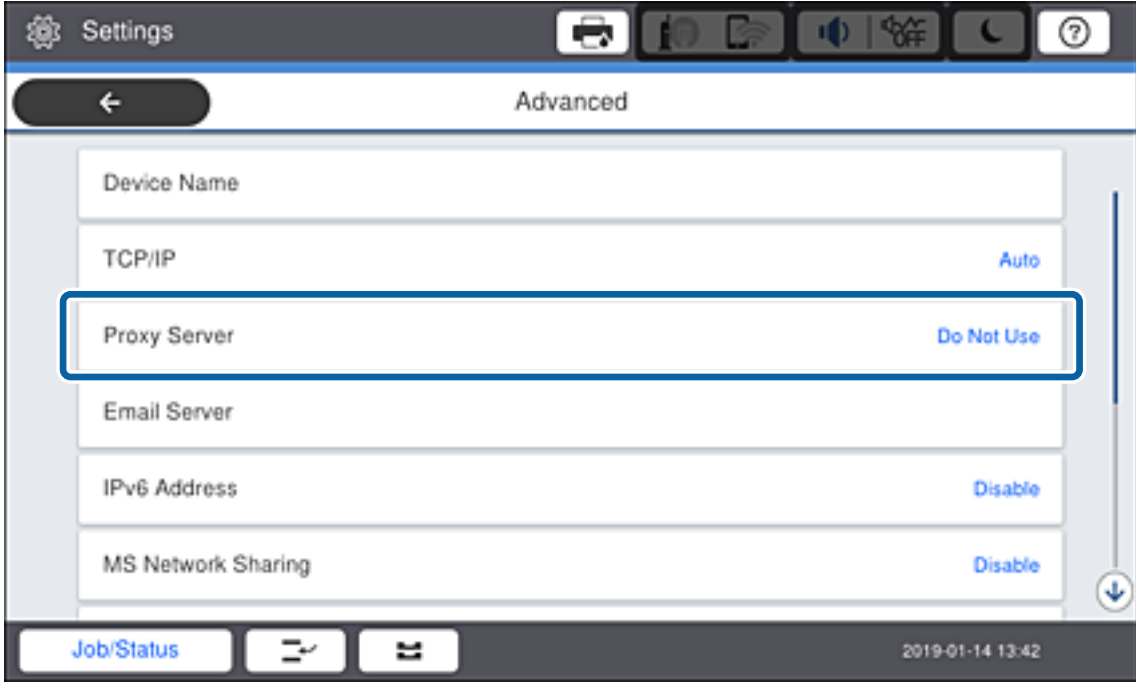 Settings
OFF
?
Advanced
Device Name
TCP/IP Auto
Proxy Server Do Not Use
Email Server
IPv6 Address Disable
MS Network Sharing Disable
Job/Status 2019-01-14 13:42